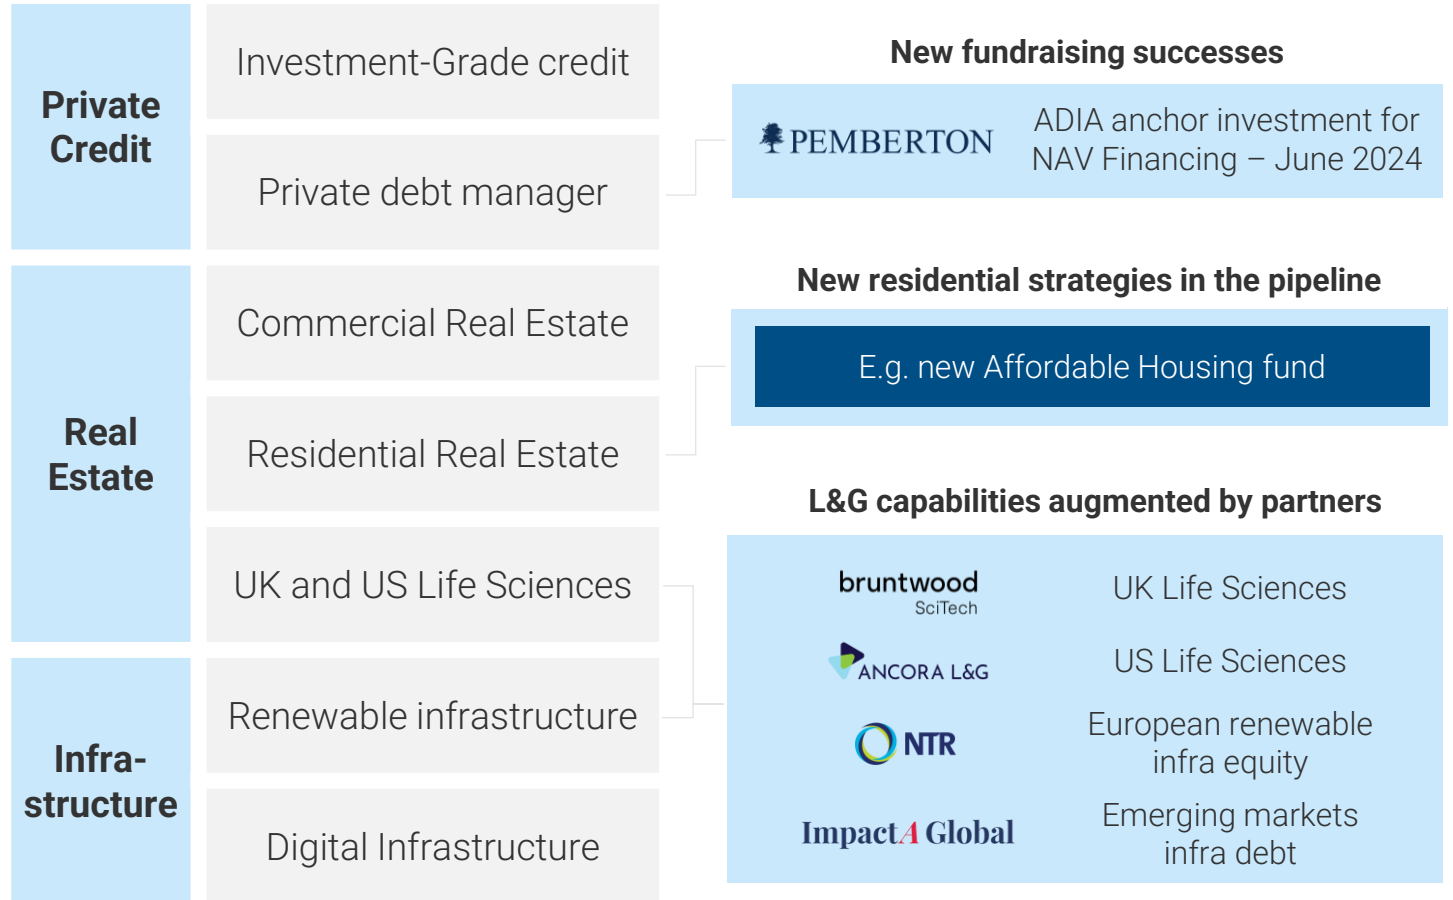 Private
Credit
Investment-Grade credit
Private debt manager
New fundraising successes
PEMBERTON
ADIA anchor investment for
NAV Financing – June 2024
Real
Estate
Commercial Real Estate
Residential Real Estate
UK and US Life Sciences
New residential strategies in the pipeline
E.g. new Affordable Housing fund
Infra-
structure
Renewable infrastructure
Digital Infrastructure
L&G capabilities augmented by partners
bruntwood
SciTech
UK Life Sciences
ANCORA L&G
US Life Sciences
NTR
European renewable
infra equity
ImpactA Global
Emerging markets
infra debt